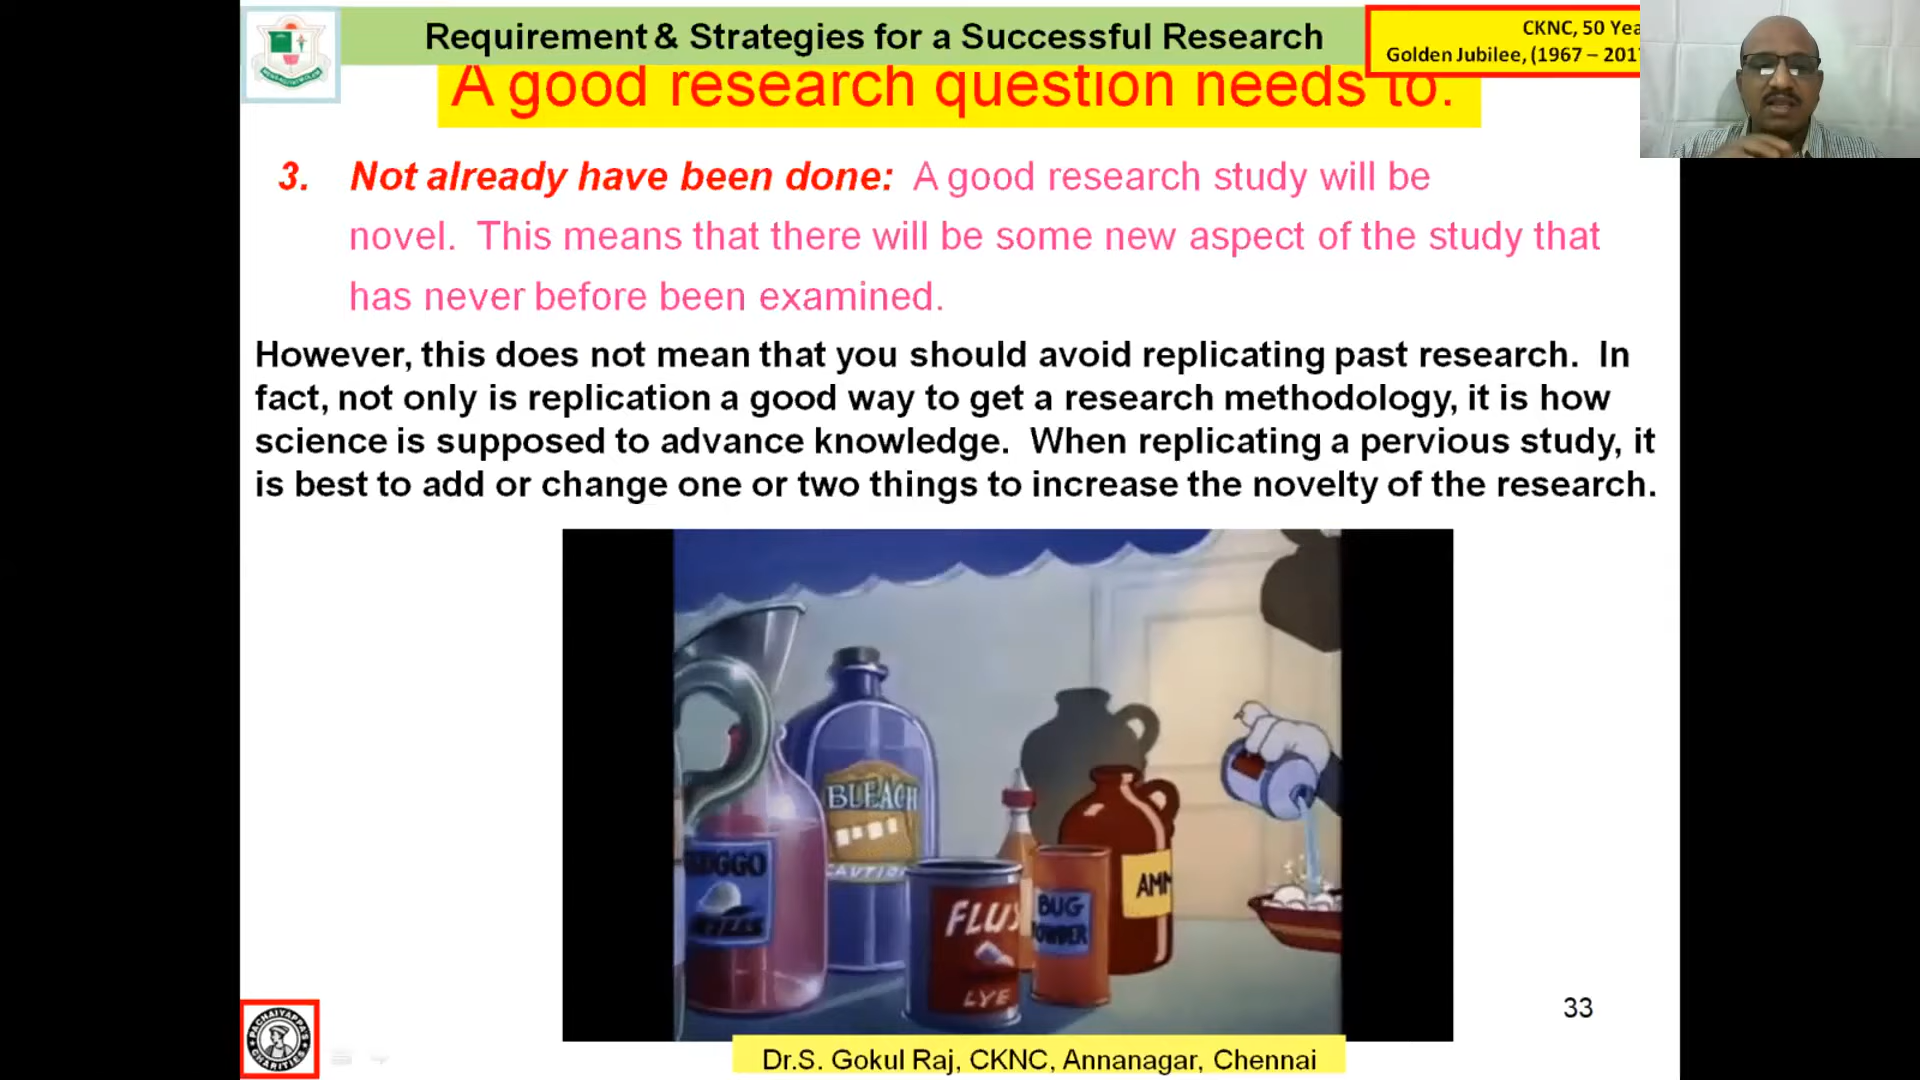 Requirement & Strategies for a Successful Research
CKNC, 50 Yea
Golden Jubilee, (1967 – 201
A good research question needs to:
3. Not already have been done: A good research study will be
novel. This means that there will be some new aspect of the study that
has never before been examined.
However, this does not mean that you should avoid replicating past research. In
fact, not only is replication a good way to get a research methodology, it is how
science is supposed to advance knowledge. When replicating a pervious study, it
is best to add or change one or two things to increase the novelty of the research.
BLEACH
CAUTION
FLUX
LYE
BUG
POWDER
AMM
33
PACHAIYAPPA'S
CHARITIES
Dr.S. Gokul Raj, CKNC, Annanagar, Chennai